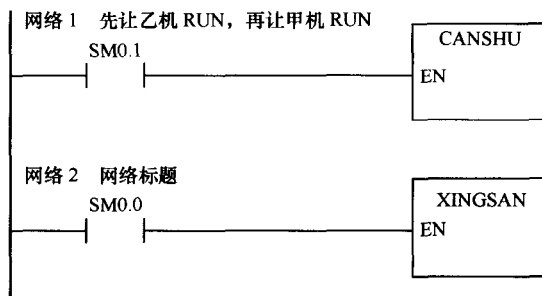 网络 1 先让乙机 RUN，再让甲机 RUN
SM0.1
CANSHU
EN
网络 2 网络标题
SM0.0
XINGSAN
EN